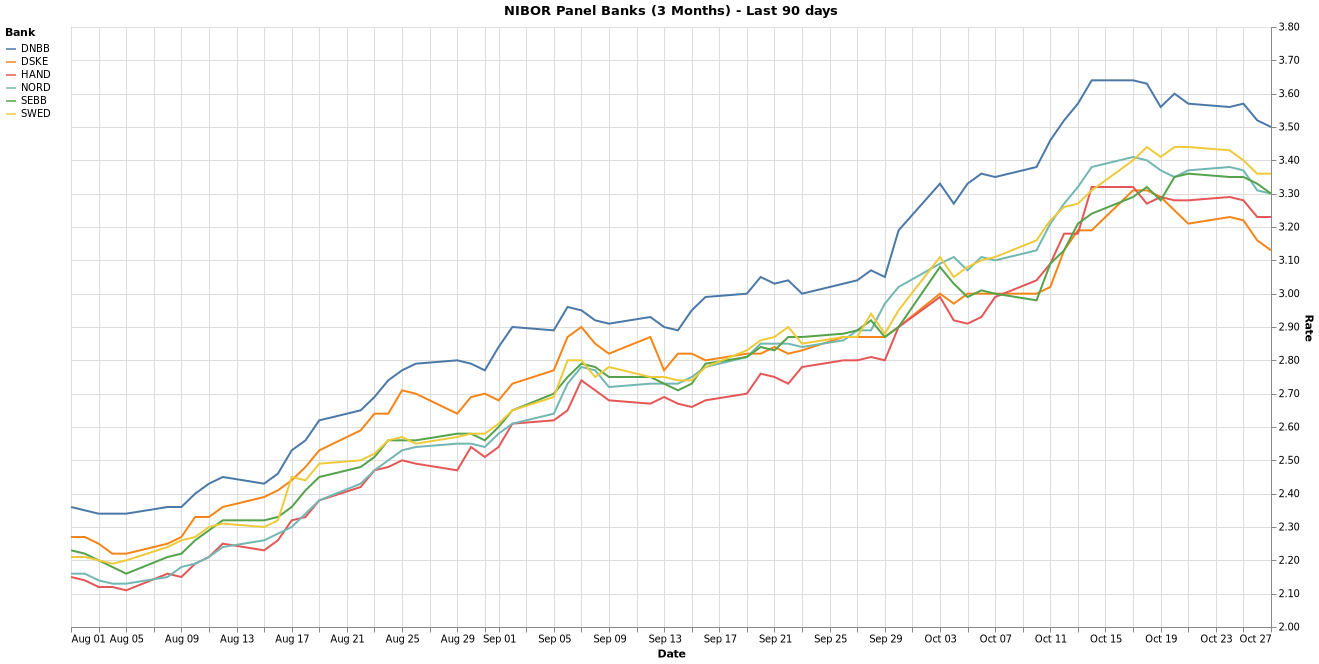 NIBOR Panel Banks (3 Months) - Last 90 days
Bank
DNBB
DSKE
HAND
NORD
SEBB
SWED
3.80
3.70
3.60
3.50
3.40
3.30
3.20
3.10
3.00
2.90
2.80
2.70
2.60
2.50
2.40
2.30
2.20
2.10
2.00
Rate
Aug 01 Aug 05 Aug 09 Aug 13 Aug 17 Aug 21 Aug 25 Aug 29 Sep 01 Sep 05 Sep 09 Sep 13 Sep 17 Sep 21 Sep 25 Sep 29 Oct 03 Oct 07 Oct 11 Oct 15 Oct 19 Oct 23 Oct 27
Date